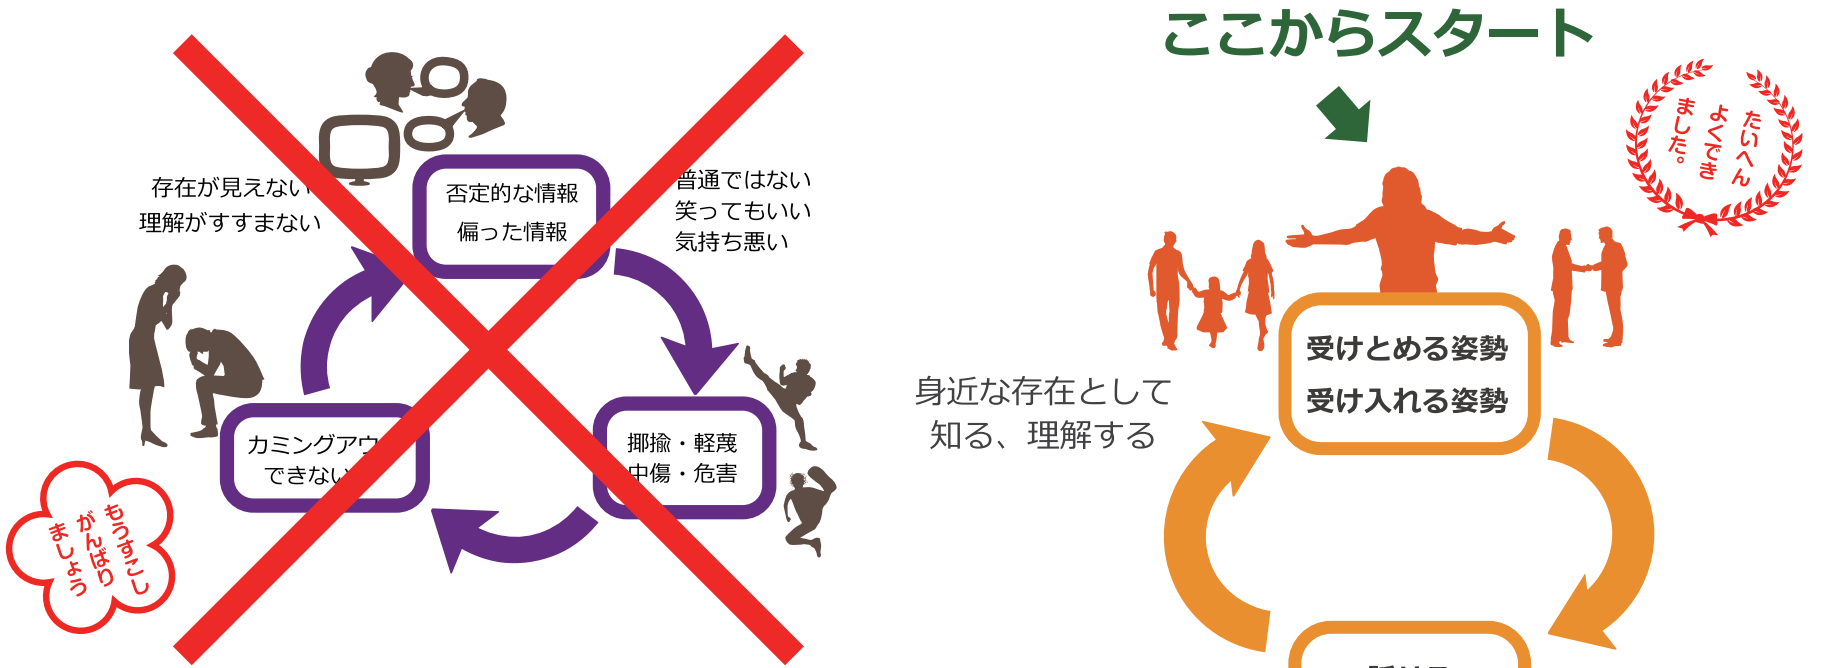 存在が見えない
理解がすすまない
否定的な情報
偏った情報
普通ではない
笑ってもいい
気持ち悪い
カミングアウ
できない
揶揄・軽蔑
中傷・危害
もうすこし
がんばり
ましょう
ここからスタート
たいへん
よくでき
ました。
受けとめる姿勢
受け入れる姿勢
身近な存在として
知る、理解する